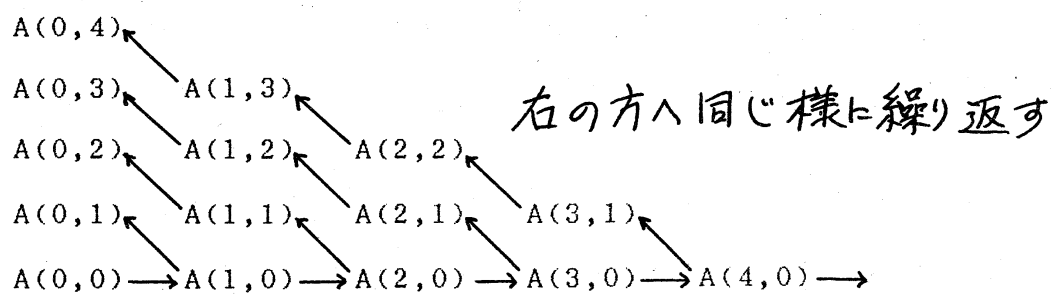 A(0,4)
A(0,3) A(1,3)
右の方へ同じ様に繰り返す
A(0,2) A(1,2) A(2,2)
A(0,1) A(1,1) A(2,1) A(3,1)
A(0,0) A(1,0) A(2,0) A(3,0) A(4,0)